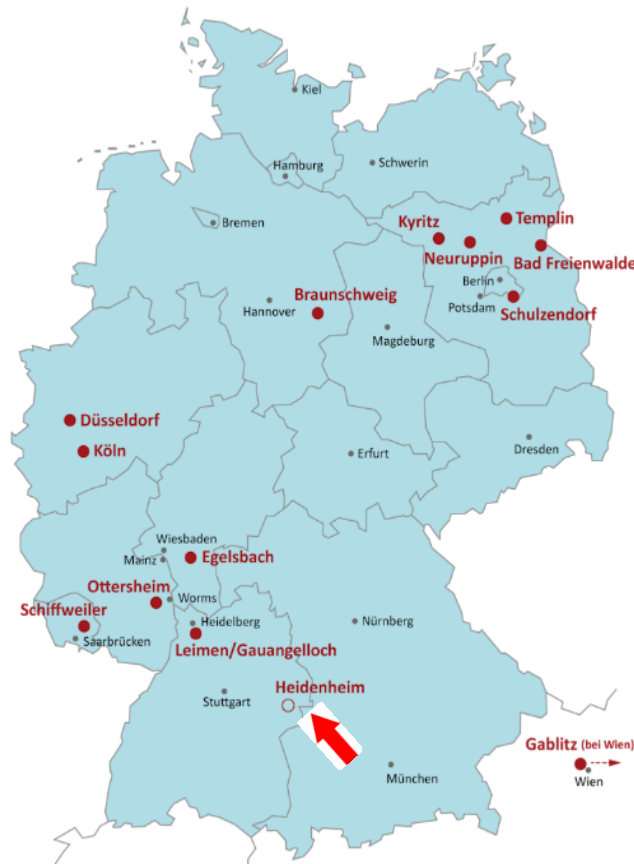 Kiel
Schwerin
Hamburg
Bremen
Templin
Kyritz
Neuruppin
Bad Freienwalde
Berlin
Potsdam
Schulzendorf
Braunschweig
Hannover
Magdeburg
Düsseldorf
Köln
Erfurt
Dresden
Wiesbaden
Mainz
Egelsbach
Ottersheim
Worms
Schiffweiler
Saarbrücken
Heidelberg
Leimen/Gauangelloch
Nürnberg
Heidenheim
Stuttgart
Gablitz (bei Wien)
München
Wien